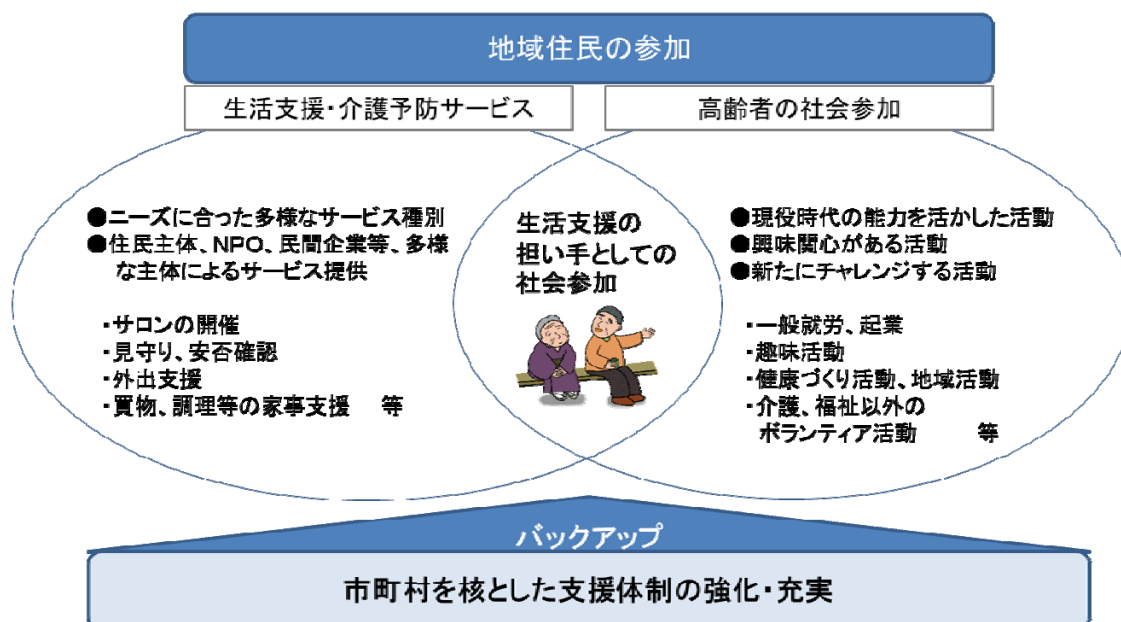 地域住民の参加
生活支援・介護予防サービス
高齢者の社会参加
●ニーズに合った多様なサービス種別
●住民主体、NPO、民間企業等、多様
な主体によるサービス提供
・サロンの開催
・見守り、安否確認
・外出支援
・買物、調理等の家事支援　等
生活支援の
担い手としての
社会参加
●現役時代の能力を活かした活動
●興味関心がある活動
●新たにチャレンジする活動
・一般就労、起業
・趣味活動
・健康づくり活動、地域活動
・介護、福祉以外の
ボランティア活動　等
バックアップ
市町村を核とした支援体制の強化・充実